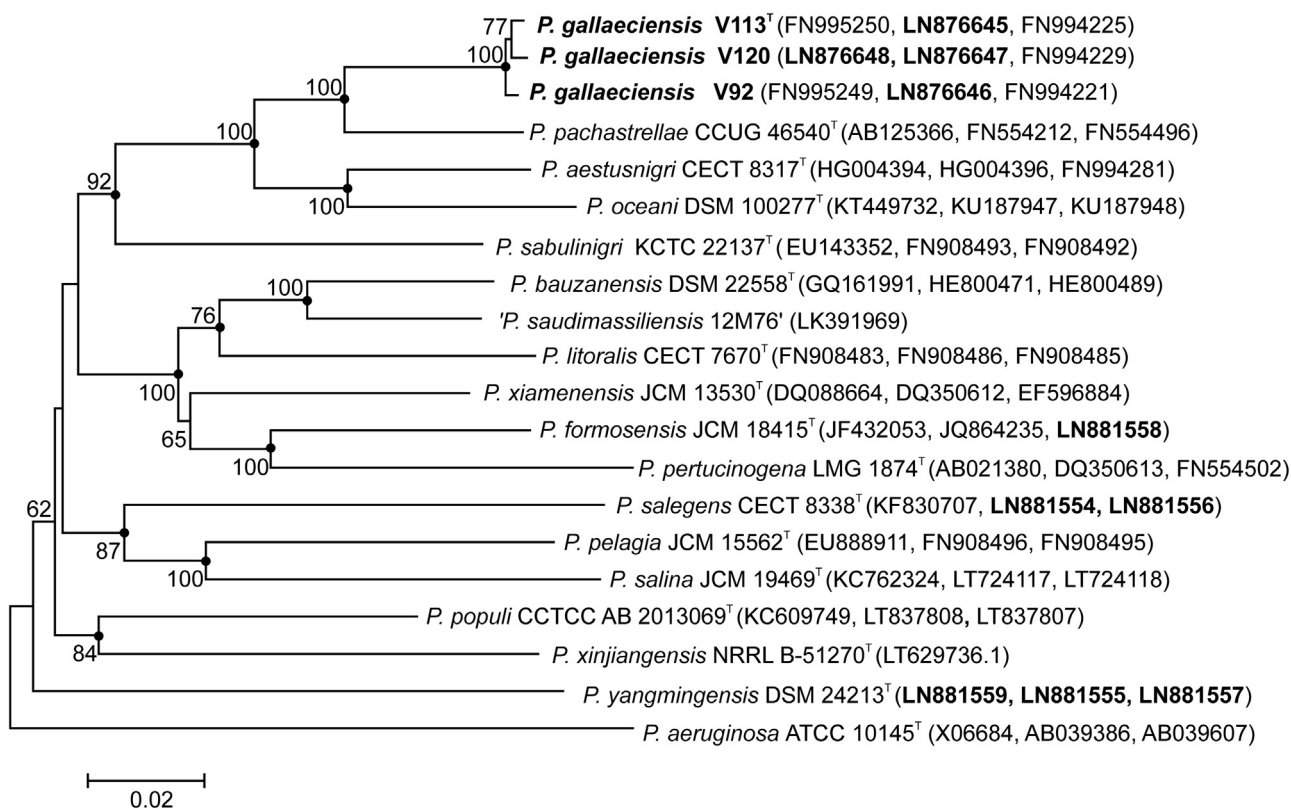 77
P. gallaeciensis V113T (FN995250, LN876645, FN994225)
100
P. gallaeciensis V120 (LN876648, LN876647, FN994229)
P. gallaeciensis V92 (FN995249, LN876646, FN994221)
100
100
P. pachastrellae CCUG 46540T (AB125366, FN554212, FN554496)
P. aestusnigri CECT 8317T (HG004394, HG004396, FN994281)
92
100
P. oceani DSM 100277T (KT449732, KU187947, KU187948)
P. sabulinigri KCTC 22137T (EU143352, FN908493, FN908492)
100
P. bauzanensis DSM 22558T (GQ161991, HE800471, HE800489)
76
'P. saudimassiliensis 12M76' (LK391969)
P. litoralis CECT 7670T (FN908483, FN908486, FN908485)
100
P. xiamenensis JCM 13530T (DQ088664, DQ350612, EF596884)
65
P. formosensis JCM 18415T (JF432053, JQ864235, LN881558)
100
P. pertucinogena LMG 1874T (AB021380, DQ350613, FN554502)
62
P. salegens CECT 8338T (KF830707, LN881554, LN881556)
87
P. pelagia JCM 15562T (EU888911, FN908496, FN908495)
100
P. salina JCM 19469T (KC762324, LT724117, LT724118)
P. populi CCTCC AB 2013069T (KC609749, LT837808, LT837807)
84
P. xinjiangensis NRRL B-51270T (LT629736.1)
P. yangmingensis DSM 24213T (LN881559, LN881555, LN881557)
P. aeruginosa ATCC 10145T (X06684, AB039386, AB039607)
0.02